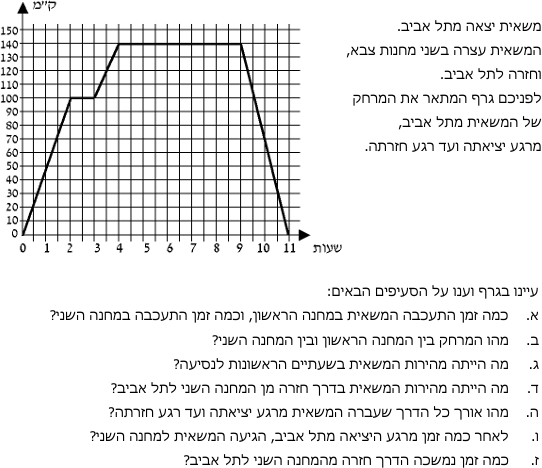 ק״מ
משאית יצאה מתל אביב.
המשאית עצרה בשני מחנות צבא,
וחזרה לתל אביב.
לפניכם גרף המתאר את המרחק
של המשאית מתל אביב,
מרגע יציאתה ועד רגע חזרתה.
150
140
130
120
110
100
90
80
70
60
50
40
30
20
10
0
0 1 2 3 4 5 6 7 8 9 10 11 שעות
עיינו בגרף וענו על הסעיפים הבאים:
א. כמה זמן התעכבה המשאית במחנה הראשון, וכמה זמן התעכבה במחנה השני?
ב. מהו המרחק בין המחנה הראשון ובין המחנה השני?
ג. מה הייתה מהירות המשאית בשעתיים הראשונות לנסיעה?
ד. מה הייתה מהירות המשאית בדרך חזרה מן המחנה השני לתל אביב?
ה. מהו אורך כל הדרך שעברה המשאית מרגע יציאתה ועד רגע חזרתה?
ו. לאחר כמה זמן מרגע היציאה מתל אביב, הגיעה המשאית למחנה השני?
ז. כמה זמן נמשכה הדרך חזרה מהמחנה השני לתל אביב?